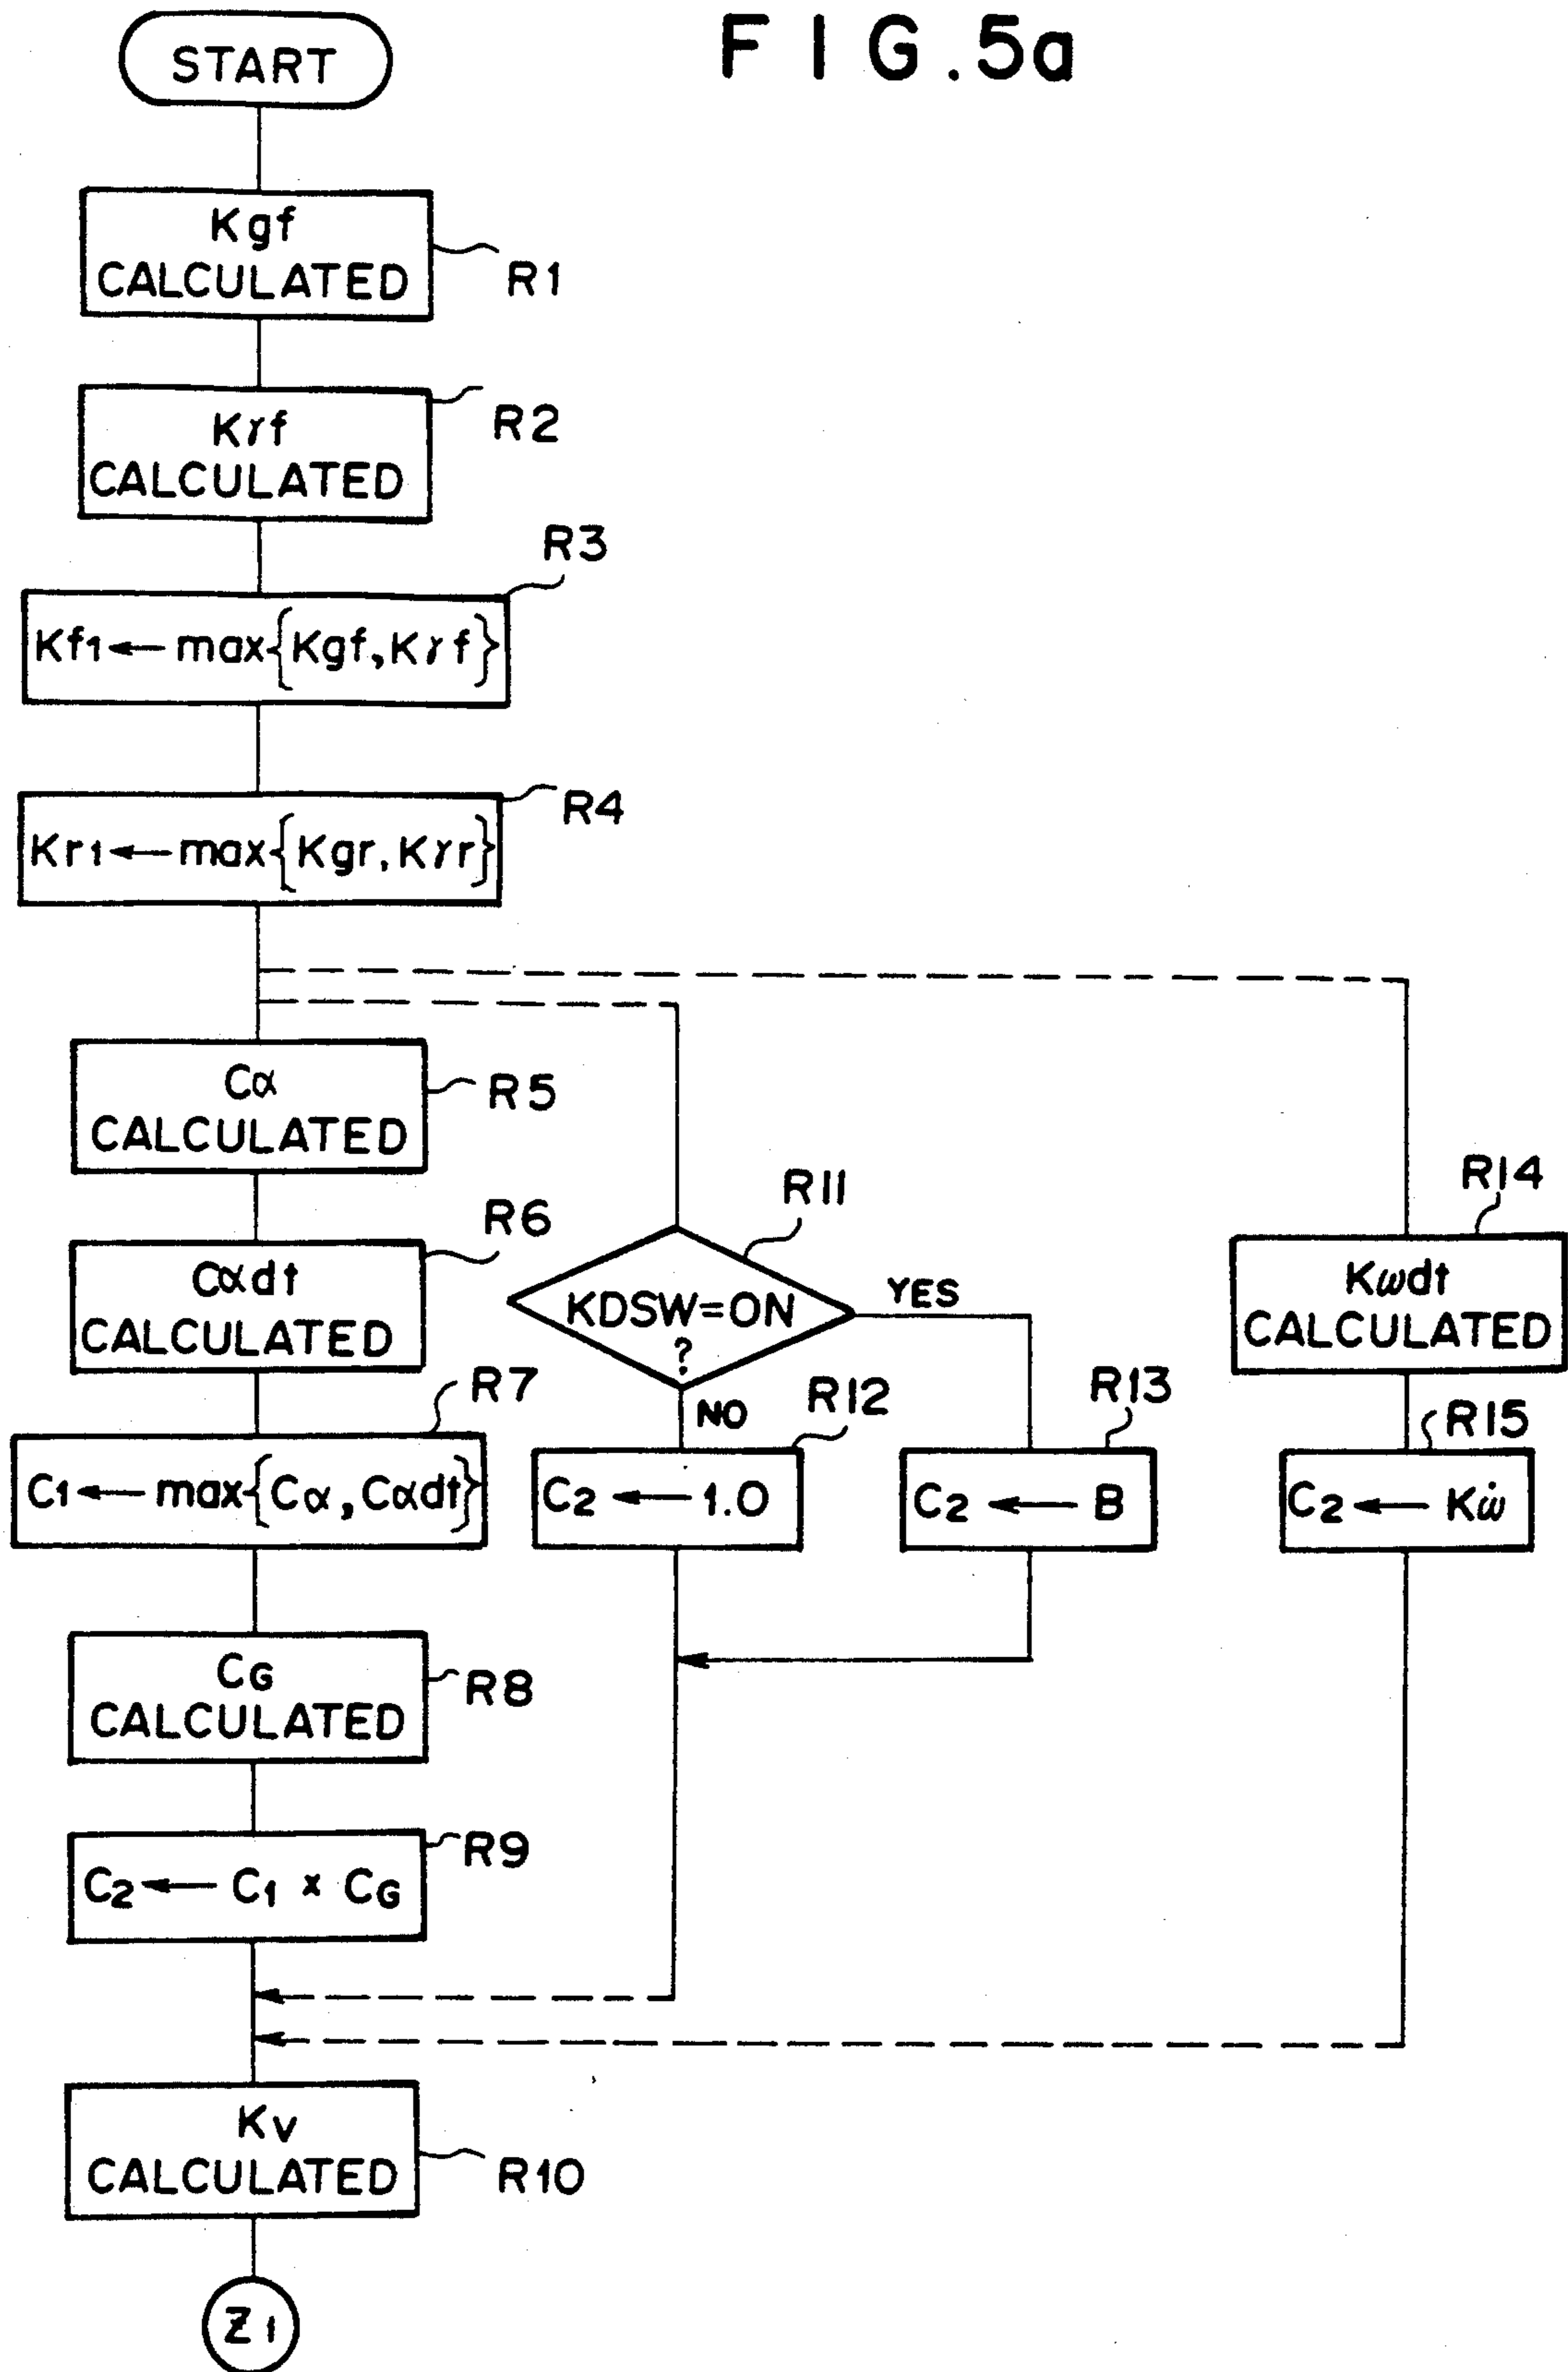 FIG.5a
START
Kgf
CALCULATED
R1
Kγf
CALCULATED
R2
R3
Kf1←max{Kgf,Kγf}
R4
Kr1←max{Kgr,Kγr}
Cα
CALCULATED
R5
R6
Cαdt
CALCULATED
R7
C1←max{Cα,Cαdt}
CG
CALCULATED
R8
R9
C2←C1 x CG
Kv
CALCULATED
R10
Z1
R11
KDSW=ON
?
YES
NO
R12
C2 ← 1.0
R13
C2 ← B
R14
Kωdt
CALCULATED
R15
C2 ← Kω̇